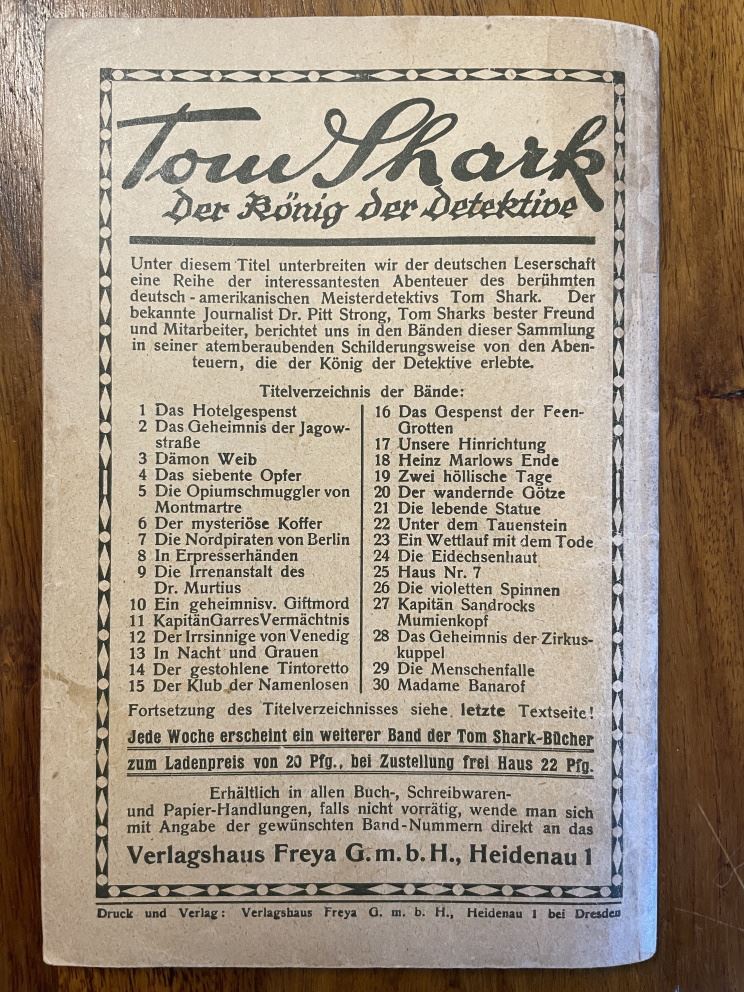 Tom Shark
Der König der Detektive
Unter diesem Titel unterbreiten wir der deutschen Leserschaft
eine Reihe der interessantesten Abenteuer des berühmten
deutsch-amerikanischen Meisterdetektivs Tom Shark. Der
bekannte Journalist Dr. Pitt Strong, Tom Sharks bester Freund
und Mitarbeiter, berichtet uns in den Bänden dieser Sammlung
in seiner atemberaubenden Schilderungsweise von den Aben-
teuern, die der König der Detektive erlebte.
Titelverzeichnis der Bände:
1 Das Hotelgespenst
2 Das Geheimnis der Jagow-
straße
3 Dämon Weib
4 Das siebente Opfer
5 Die Opiumschmuggler von
Montmartre
6 Der mysteriöse Koffer
7 Die Nordpiraten von Berlin
8 In Erpresserhänden
9 Die Irrenanstalt des
Dr. Murtius
10 Ein geheimnisv. Giftmord
11 Kapitän Garres Vermächtnis
12 Der Irrsinnige von Venedig
13 In Nacht und Grauen
14 Der gestohlene Tintoretto
15 Der Klub der Namenlosen
16 Das Gespenst der Feen-
Grotten
17 Unsere Hinrichtung
18 Heinz Marlows Ende
19 Zwei höllische Tage
20 Der wandernde Götze
21 Die lebende Statue
22 Unter dem Tauenstein
23 Ein Wettlauf mit dem Tode
24 Die Eidechsenhaut
25 Haus Nr. 7
26 Die violetten Spinnen
27 Kapitän Sandrocks
Mumienkopf
28 Das Geheimnis der Zirkus-
kuppel
29 Die Menschenfalle
30 Madame Banarof
Fortsetzung des Titelverzeichnisses siehe letzte Textseite!
Jede Woche erscheint ein weiterer Band der Tom Shark-Bücher
zum Ladenpreis von 20 Pfg., bei Zustellung frei Haus 22 Pfg.
Erhältlich in allen Buch-, Schreibwaren-
und Papier-Handlungen, falls nicht vorrätig, wende man sich
mit Angabe der gewünschten Band-Nummern direkt an das
Verlagshaus Freya G. m. b. H., Heidenau 1
Druck und Verlag: Verlagshaus Freya G. m. b. H., Heidenau 1 bei Dresden